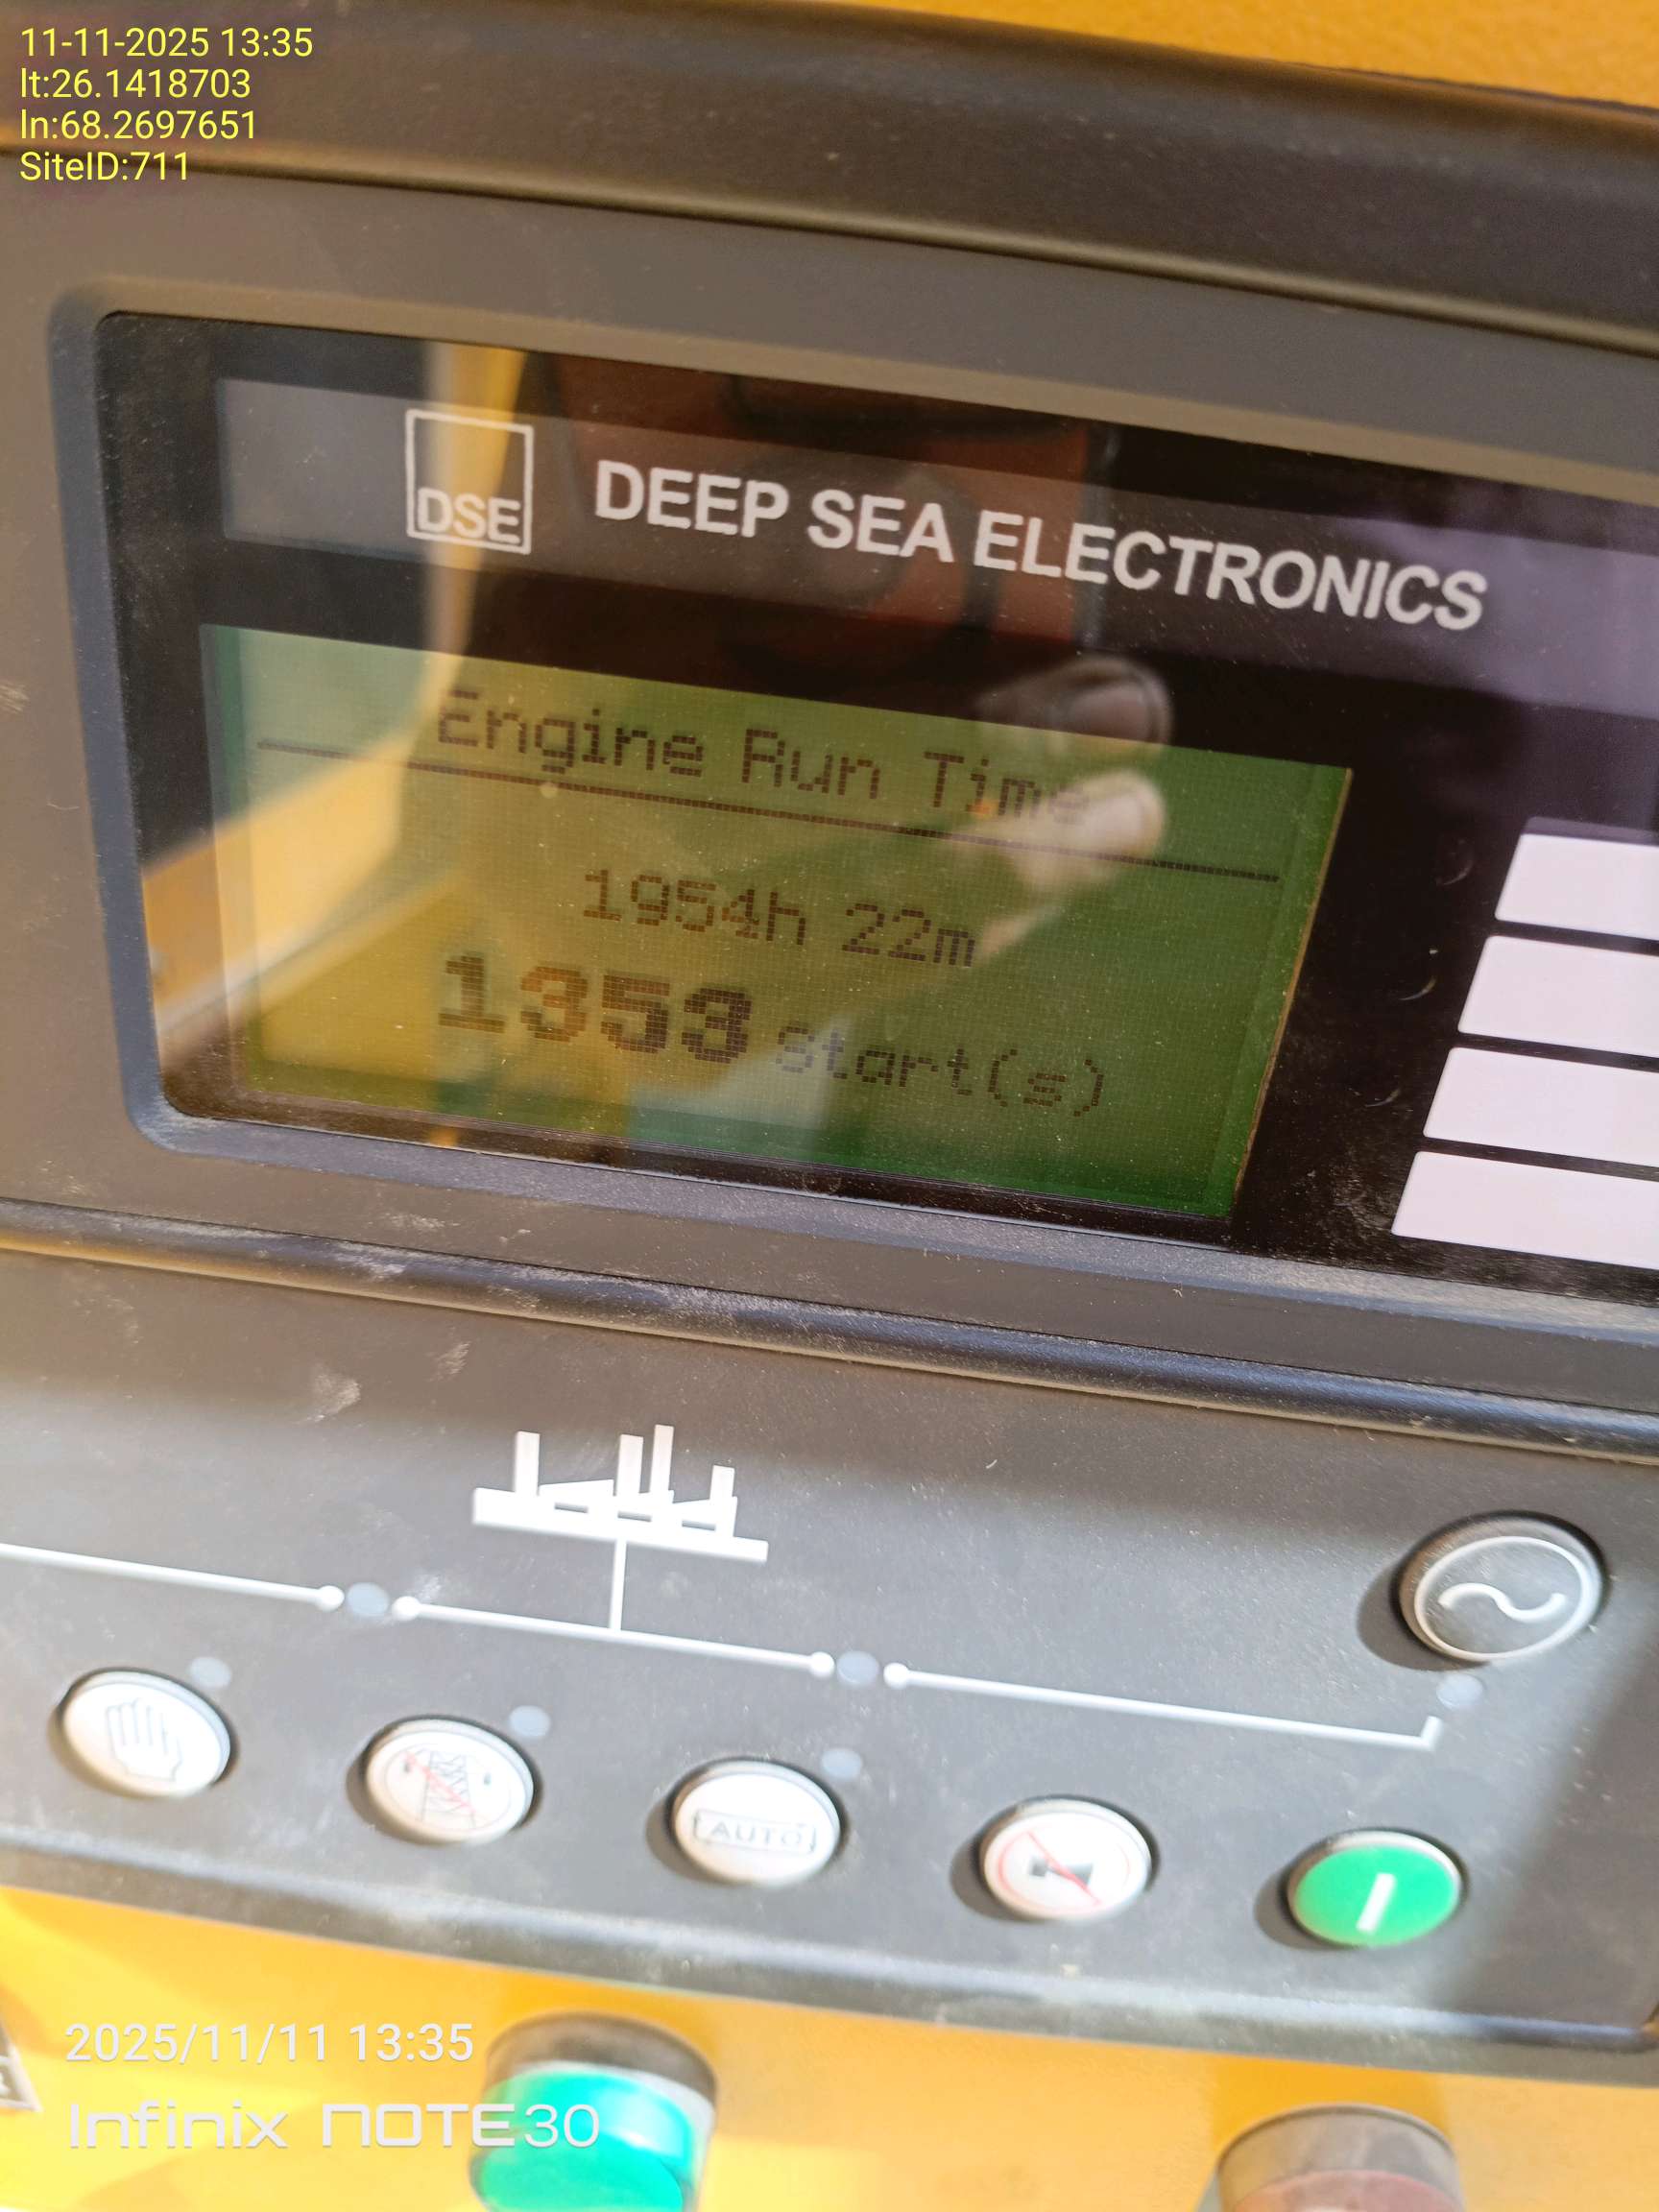 11-11-2025 13:35
lt:26.1418703
ln:68.2697651
SiteID:711
DSE
DEEP SEA ELECTRONICS
Engine Run Time
1954h 22m
1353 start(s)
AUTO
2025/11/11 13:35
Infinix NOTE30